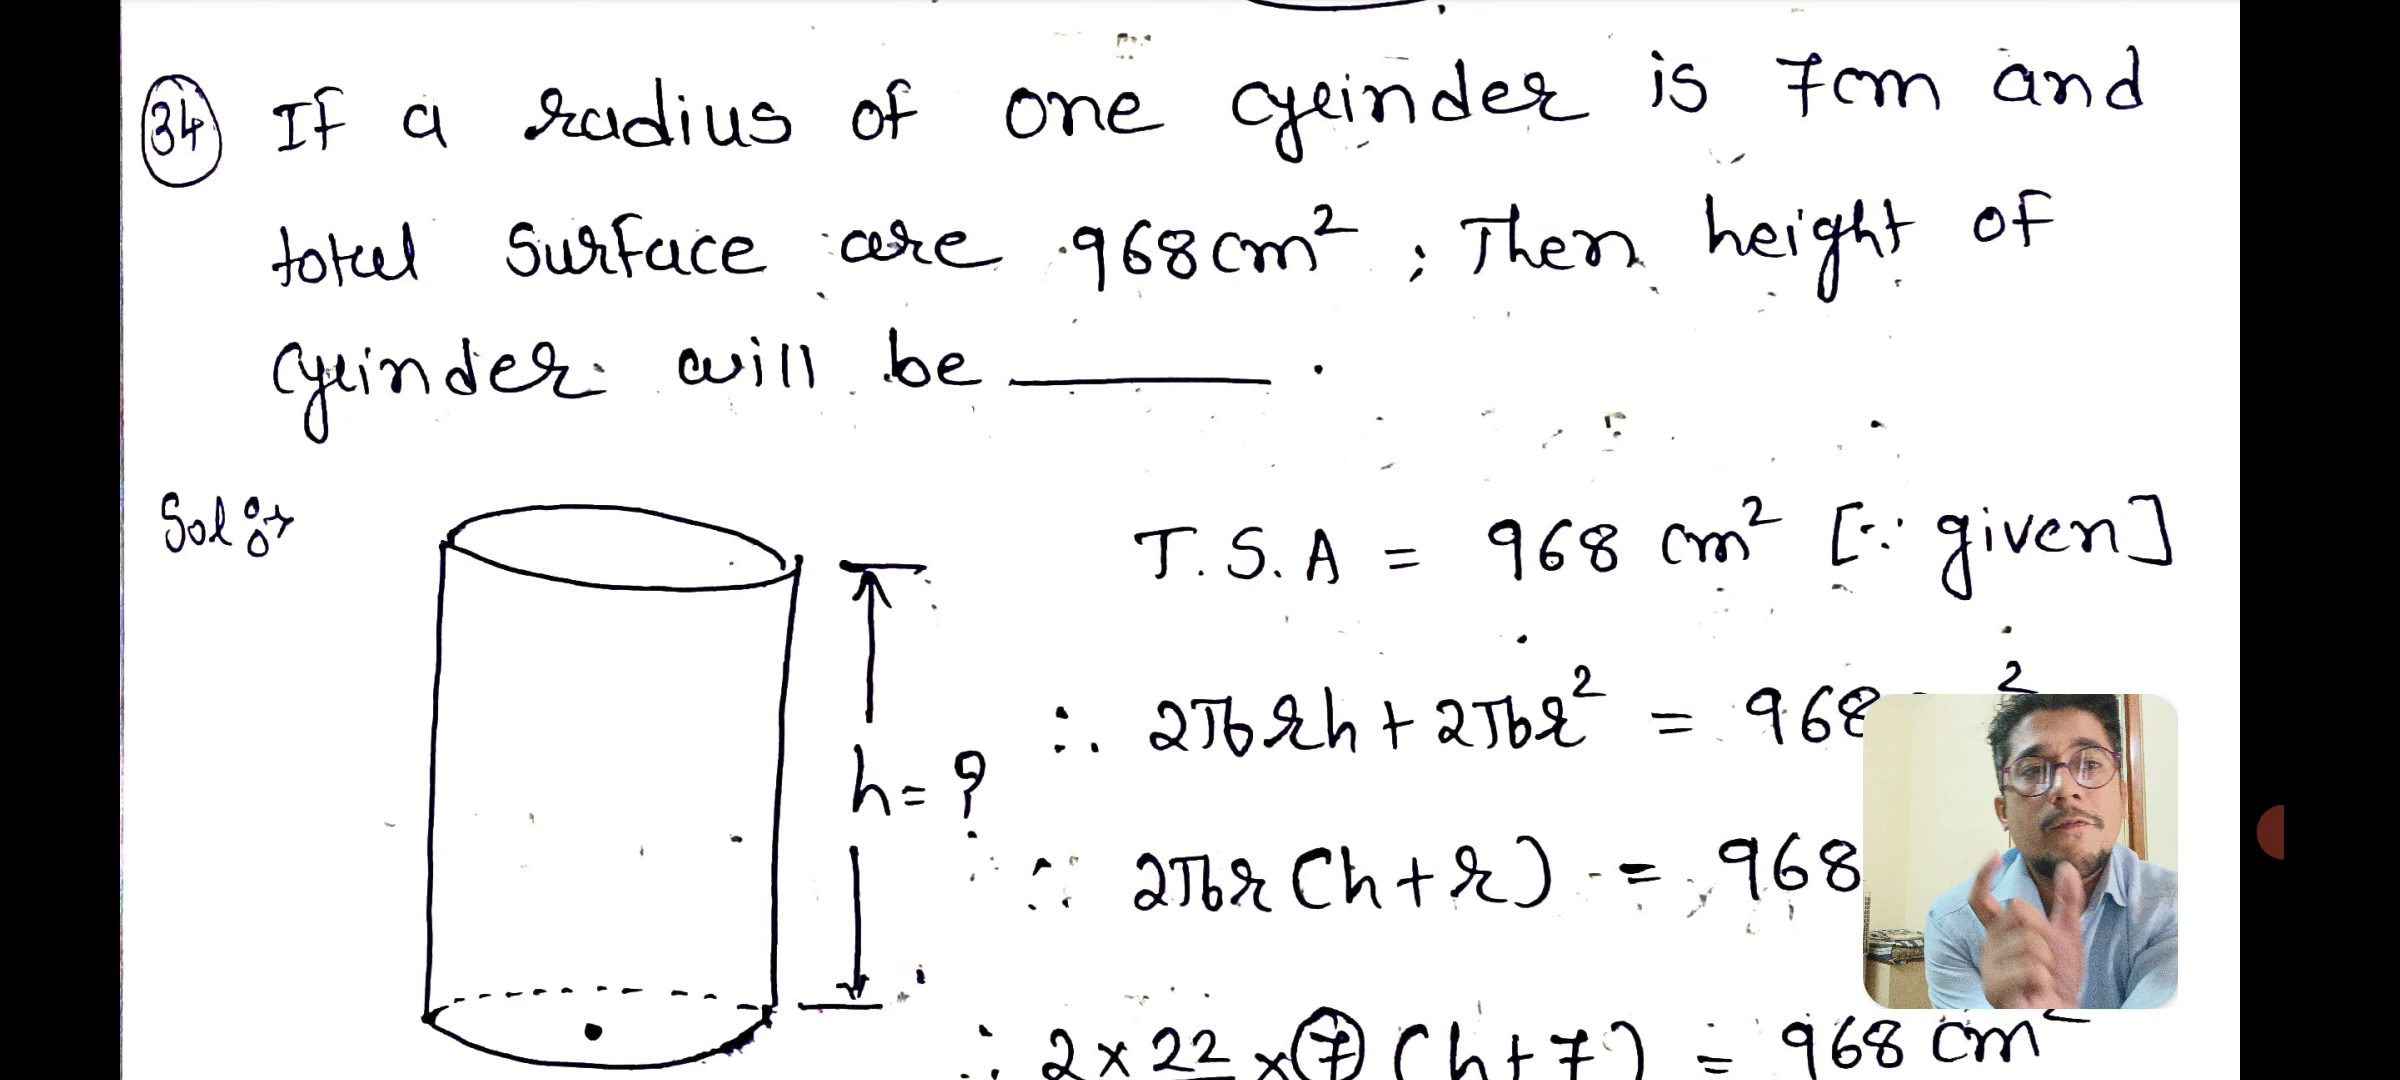 34 If a radius of one cylinder is 7cm and
total surface are 968cm² ; Then height of
cylinder will be ______ .
Sol :→
T.S.A = 968 cm² [∵ given]
∴ 2πrh + 2πr² = 968 2
h = ?
∴ 2πr (h + r) = 968
∴ 2 × 22 × 7 (h + 7) = 968 cm²